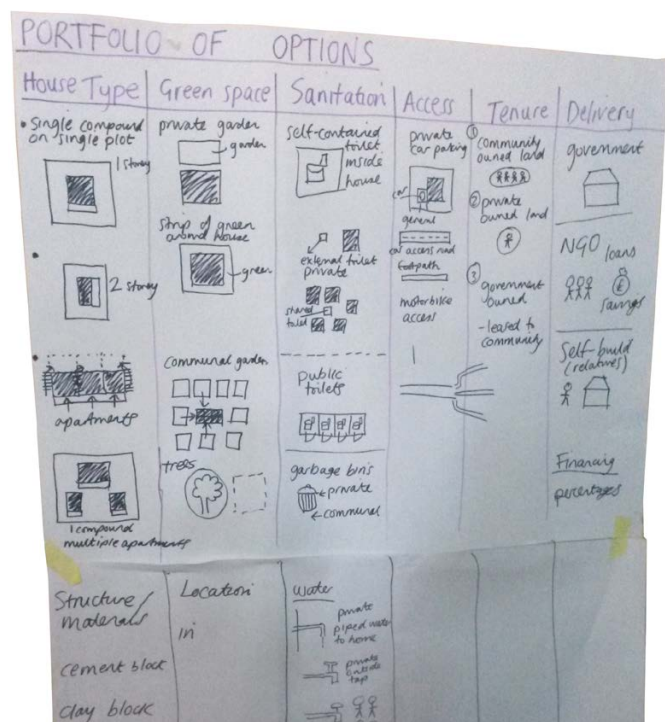 PORTFOLIO OF OPTIONS
House Type
• Single compound
on single plot
1 storey
2 storey
apartments
1 compound
multiple apartments
Green space
private garden
garden
strip of green
around house
green
communal garden
trees
Sanitation
self-contained
toilet
inside
house
external toilet
private
shared
toilet
public
toilets
garbage bins
private
communal
Access
private
car parking
car
general
car access road
footpath
motorbike
access
Tenure
① community
owned land
② private
owned land
③ government
owned
- leased to
community
Delivery
government
NGO loans
£
savings
Self-build
(relatives)
Financing
percentages
Structure/
materials
cement block
clay block
Location
in
water
private
piped water
to home
private
outside
tap